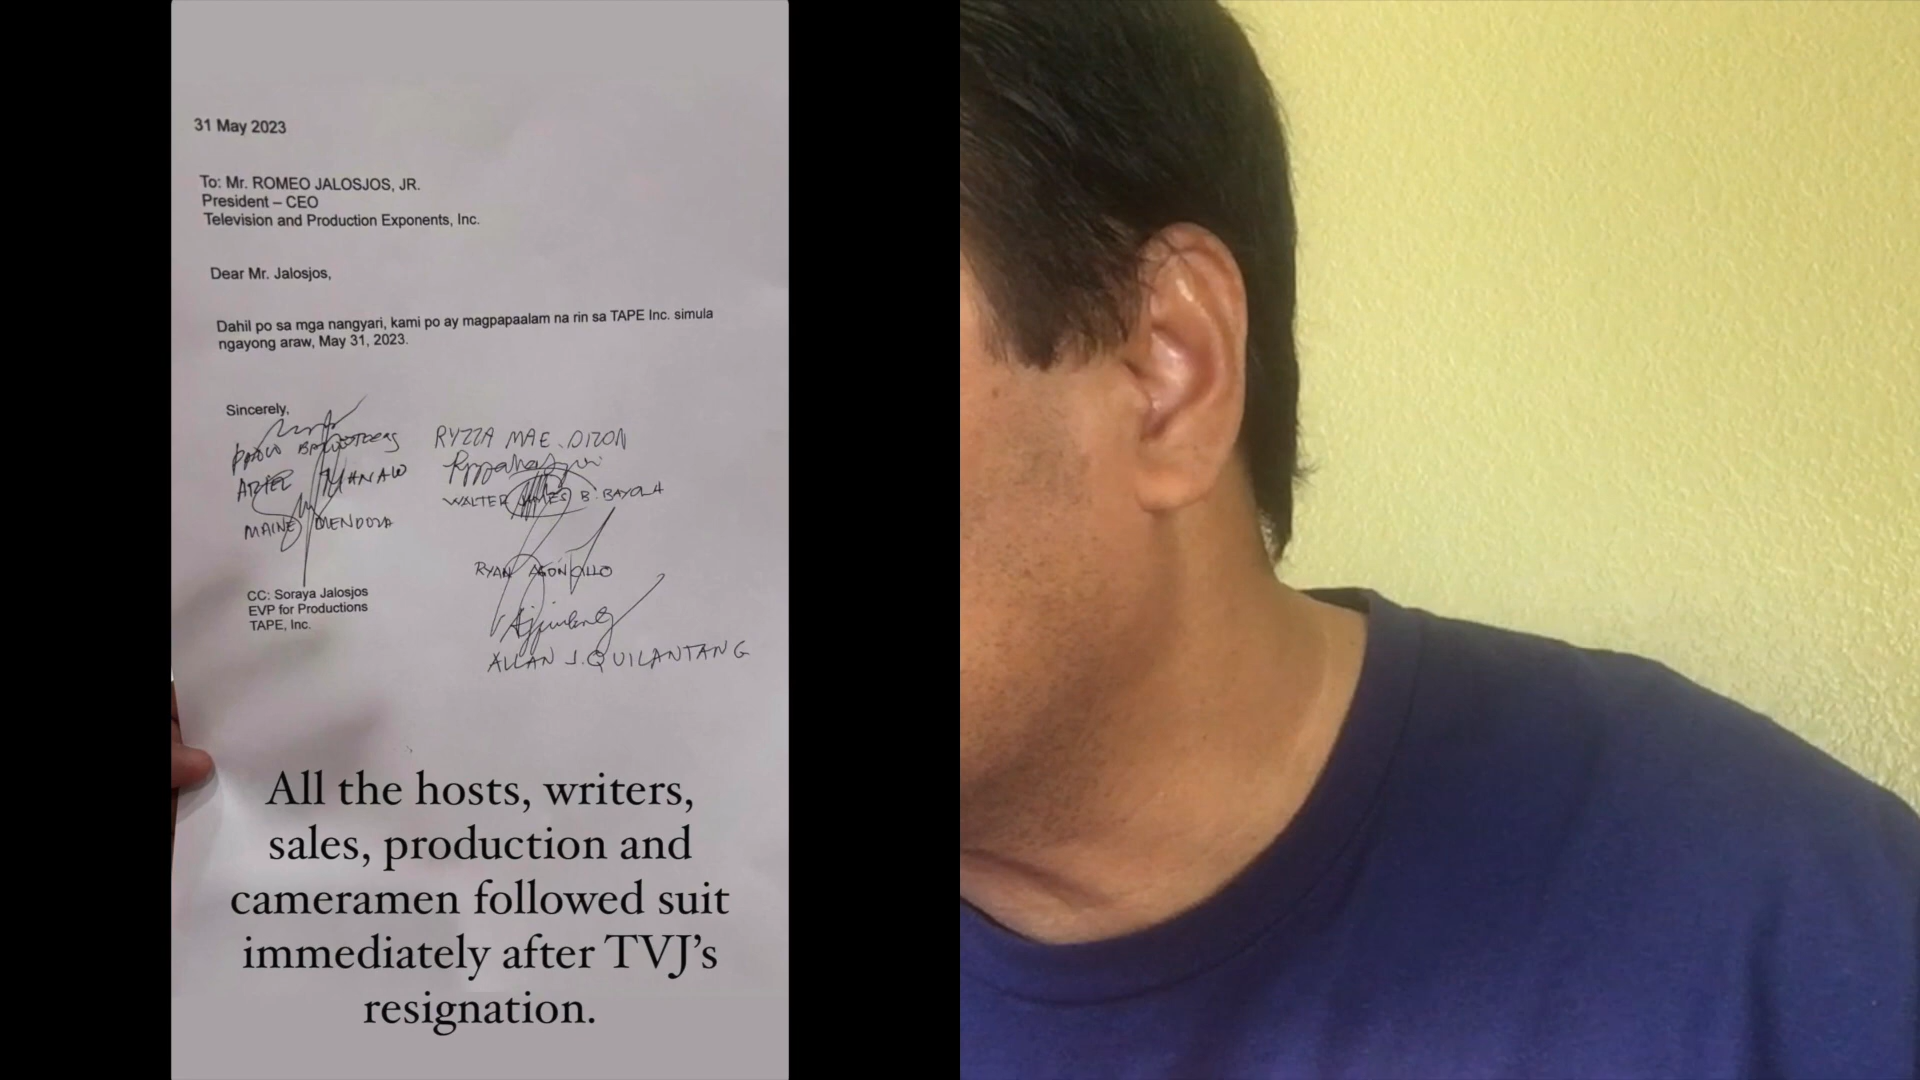 31 May 2023
To: Mr. ROMEO JALOSJOS, JR.
President – CEO
Television and Production Exponents, Inc.
Dear Mr. Jalosjos,
Dahil po sa mga nangyari, kami po ay magpapaalam na rin sa TAPE Inc. simula
ngayong araw, May 31, 2023.
Sincerely,
RYZZA MAE DIZON
WALTER JAMES B. BAYOLA
MAINE MENDOZA
RYAN AGONCILLO
ALLAN J. QUILANTANG
CC: Soraya Jalosjos
EVP for Productions
TAPE, Inc.
All the hosts, writers,
sales, production and
cameramen followed suit
immediately after TVJ's
resignation.